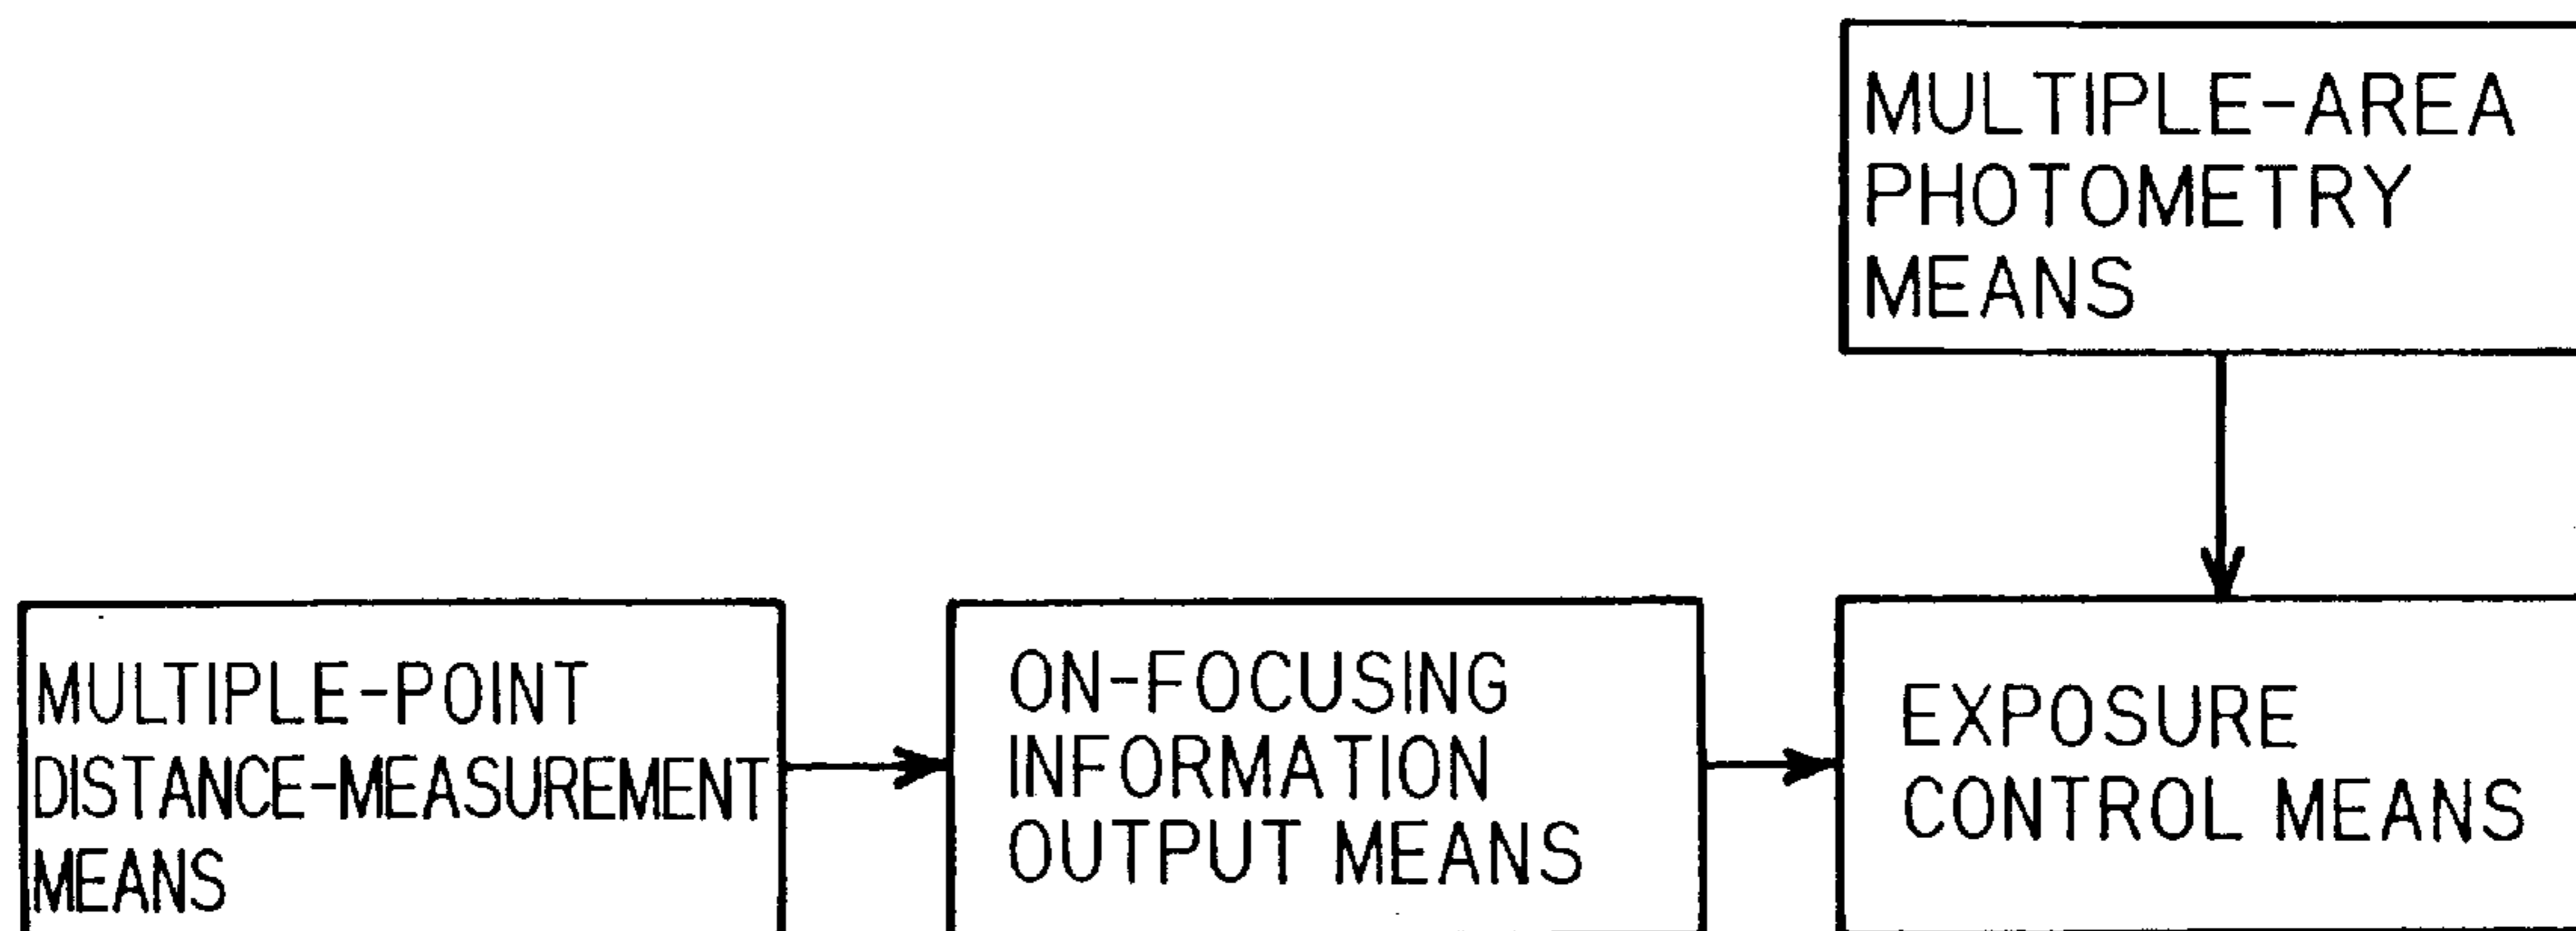 MULTIPLE-AREA
PHOTOMETRY
MEANS
MULTIPLE-POINT
DISTANCE-MEASUREMENT
MEANS
ON-FOCUSING
INFORMATION
OUTPUT MEANS
EXPOSURE
CONTROL MEANS